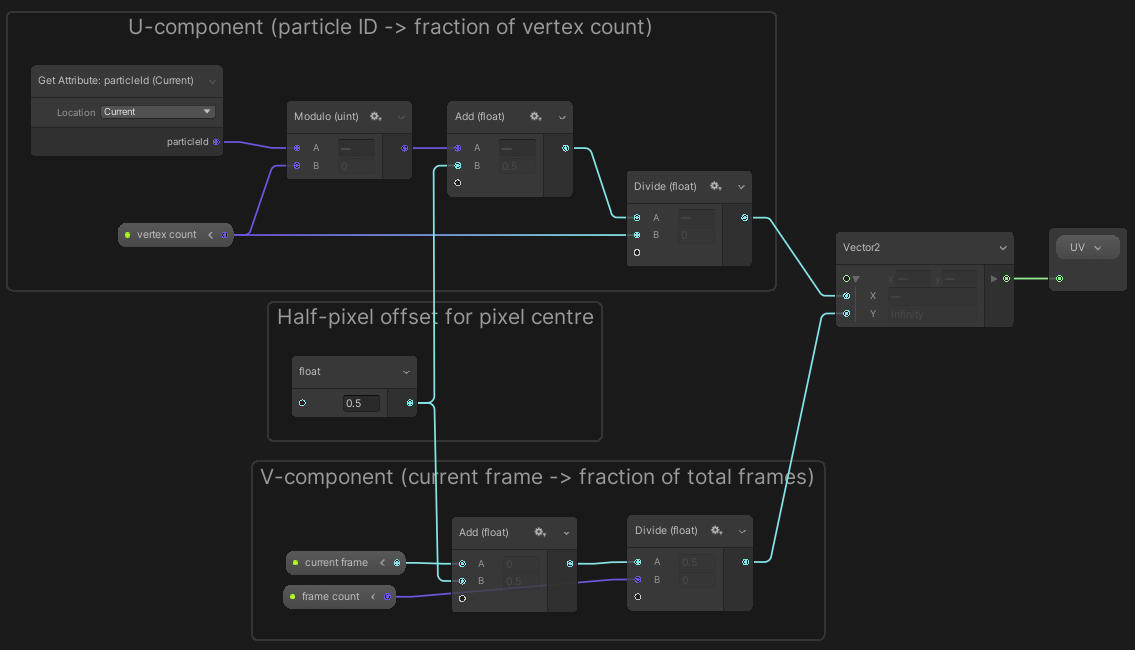 U-component (particle ID -> fraction of vertex count)
Get Attribute: particleId (Current)
Location Current
particleId
Modulo (uint)
A —
B 0
Add (float)
A —
B 0.5
vertex count
Divide (float)
A —
B 0
Vector2
x — y —
X —
Y Infinity
UV
Half-pixel offset for pixel centre
float
0.5
V-component (current frame -> fraction of total frames)
Add (float)
A 0
B 0.5
current frame
frame count
Divide (float)
A 0.5
B 0